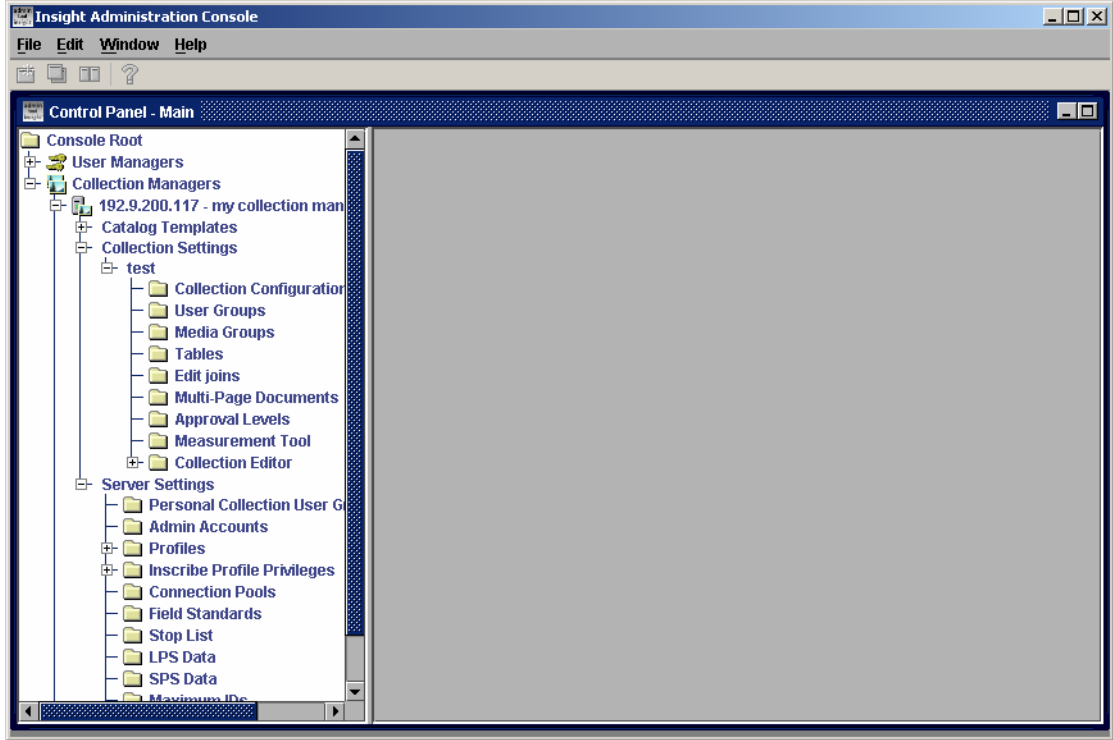 Insight Administration Console
File Edit Window Help
Control Panel - Main
Console Root
User Managers
Collection Managers
192.9.200.117 - my collection man
Catalog Templates
Collection Settings
test
Collection Configuration
User Groups
Media Groups
Tables
Edit joins
Multi-Page Documents
Approval Levels
Measurement Tool
Collection Editor
Server Settings
Personal Collection User G
Admin Accounts
Profiles
Inscribe Profile Privileges
Connection Pools
Field Standards
Stop List
LPS Data
SPS Data
Maximum IDs